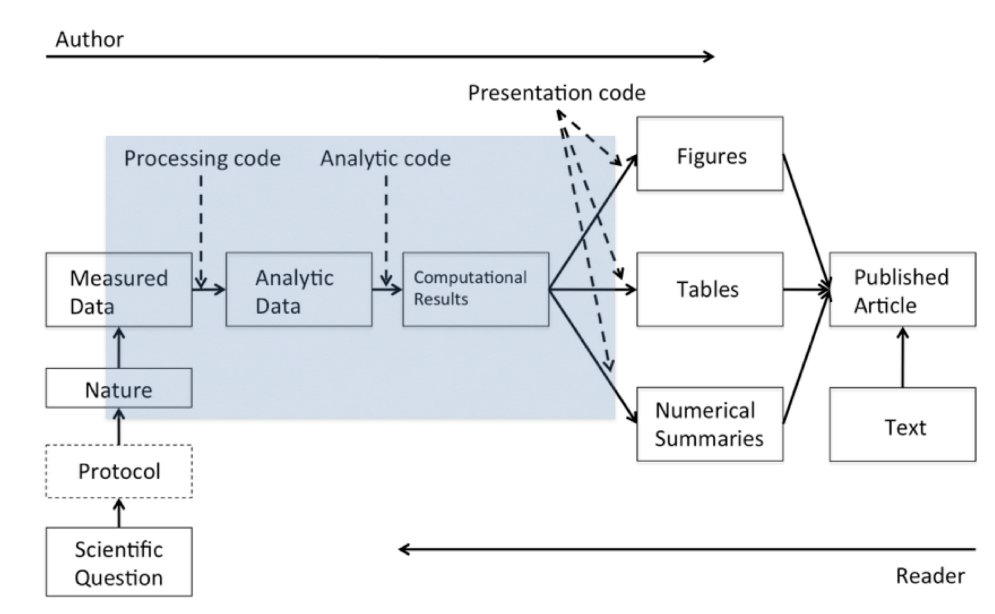 Author
Presentation code
Processing code
Analytic code
Figures
Measured
Data
Analytic
Data
Computational
Results
Tables
Published
Article
Nature
Numerical
Summaries
Text
Protocol
Scientific
Question
Reader